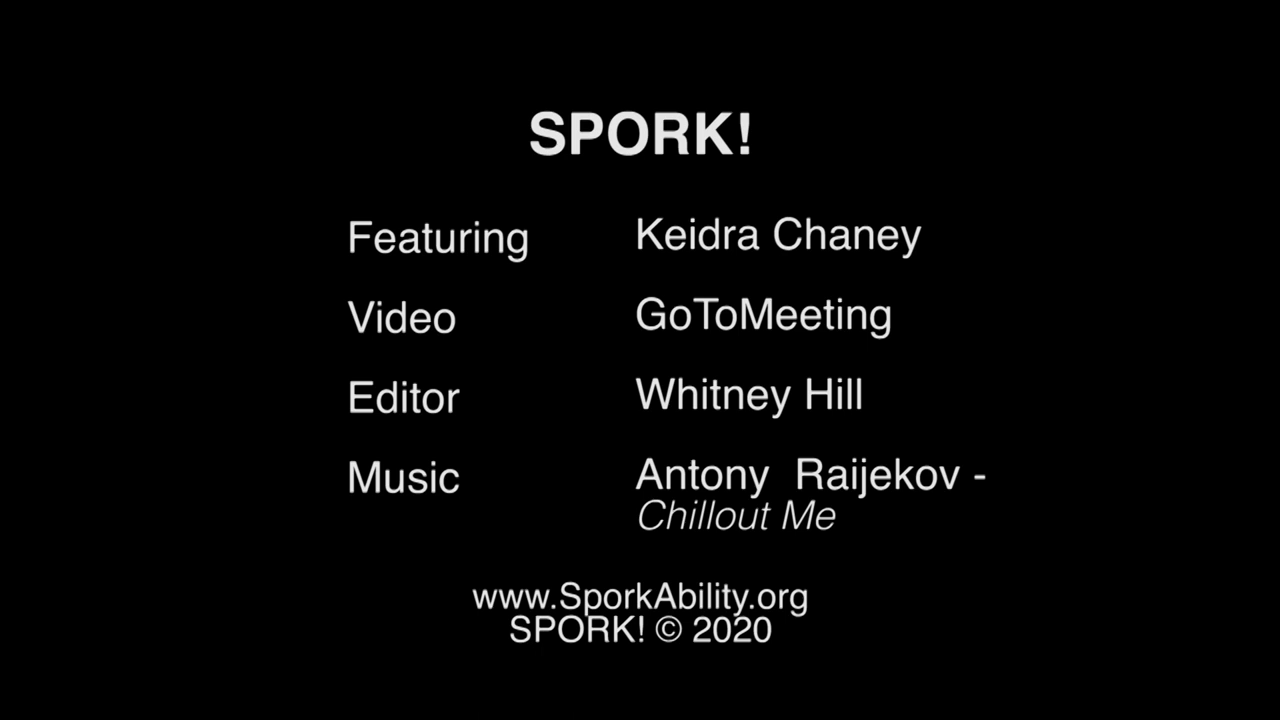 SPORK!
Featuring Keidra Chaney
Video GoToMeeting
Editor Whitney Hill
Music Antony Raijekov -
Chillout Me
www.SporkAbility.org
SPORK! © 2020